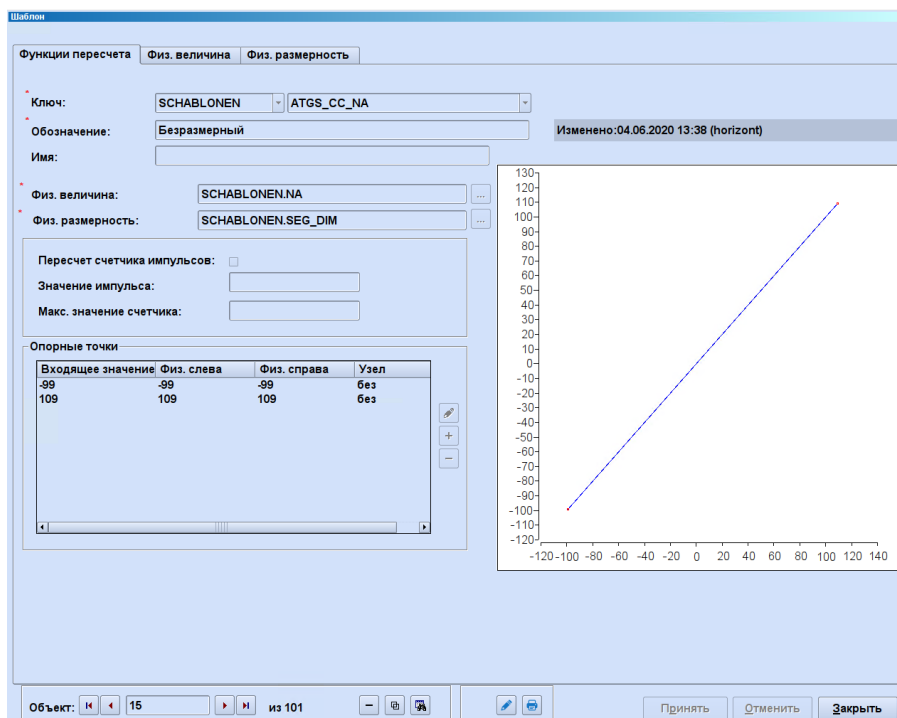 Шаблон
Функции пересчета Физ. величина Физ. размерность
* Ключ: SCHABLONEN ATGS_CC_NA
* Обозначение: Безразмерный Изменено:04.06.2020 13:38 (horizont)
Имя:
* Физ. величина: SCHABLONEN.NA ...
* Физ. размерность: SCHABLONEN.SEG_DIM ...
Пересчет счетчика импульсов:
Значение импульса:
Макс. значение счетчика:
Опорные точки
Входящее значение Физ. слева Физ. справа Узел
-99 -99 -99 без
109 109 109 без
130
120
110
100
90
80
70
60
50
40
30
20
10
0
-10
-20
-30
-40
-50
-60
-70
-80
-90
-100
-110
-120
-120 -100 -80 -60 -40 -20 0 20 40 60 80 100 120 140
Объект: 15 из 101
Принять Отменить Закрыть